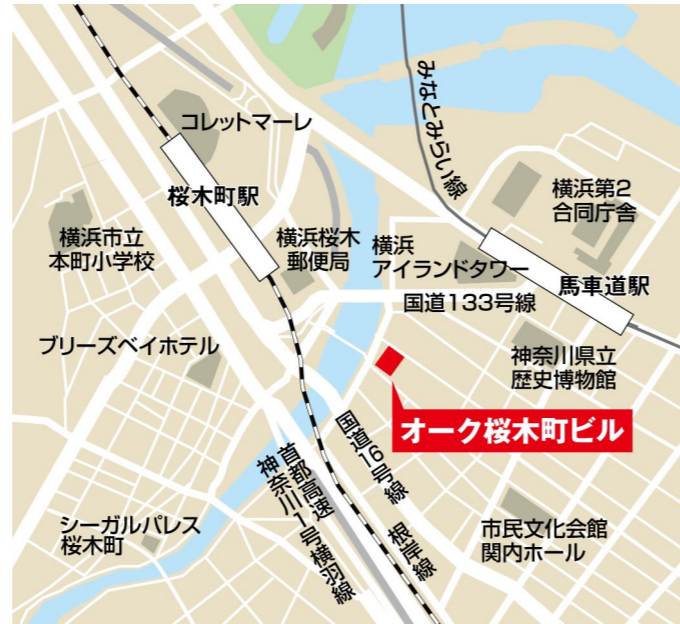 みなとみらい線
コレットマーレ
桜木町駅
横浜第2
合同庁舎
横浜市立
本町小学校
横浜桜木
郵便局
横浜
アイランドタワー
馬車道駅
国道133号線
ブリーズベイホテル
神奈川県立
歴史博物館
オーク桜木町ビル
国道16号線
首都高速
神奈川1号横羽線
根岸線
シーガルパレス
桜木町
市民文化会館
関内ホール